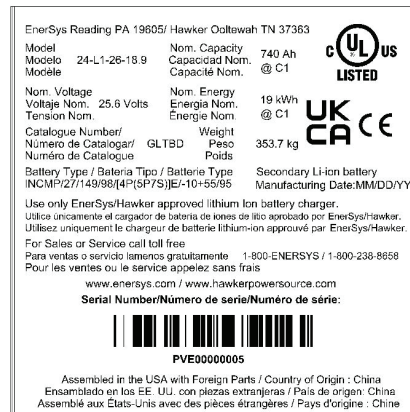 EnerSys Reading PA 19605/ Hawker Ooltewah TN 37363
Model
Modelo 24-L1-26-18.9
Modèle
Nom. Capacity
Capacidad Nom.
Capacité Nom.
740 Ah
@ C1
C UL US
LISTED
Nom. Voltage
Voltaje Nom. 25.6 Volts
Tension Nom.
Nom. Energy
Energia Nom.
Énergie Nom.
19 kWh
@ C1
UK
CA CE
Catalogue Number/
Número de Catalogar/ GLTBD
Numéro de Catalogue
Weight
Peso 353.7 kg
Poids
Battery Type / Bateria Tipo / Batterie Type
INCMP/27/149/98/[4P(5P7S)]E/-10+55/95
Secondary Li-ion battery
Manufacturing Date:MM/DD/YY
Use only EnerSys/Hawker approved lithium Ion battery charger.
Utilice únicamente el cargador de batería de iones de litio aprobado por EnerSys/Hawker.
Utilisez uniquement le chargeur de batterie lithium-ion approuvé par EnerSys/Hawker.
For Sales or Service call toll free
Para ventas o servicio lamenos gratuitamente 1-800-ENERSYS / 1-800-238-8658
Pour les ventes ou le service appelez sans frais
www.enersys.com / www.hawkerpowersource.com
Serial Number/Número de serie/Numéro de série:
PVE00000005
Assembled in the USA with Foreign Parts / Country of Origin : China
Ensamblado en los EE. UU. con piezas extranjeras / País de origen: China
Assemblé aux États-Unis avec des pièces étrangères / Pays d'origine : Chine